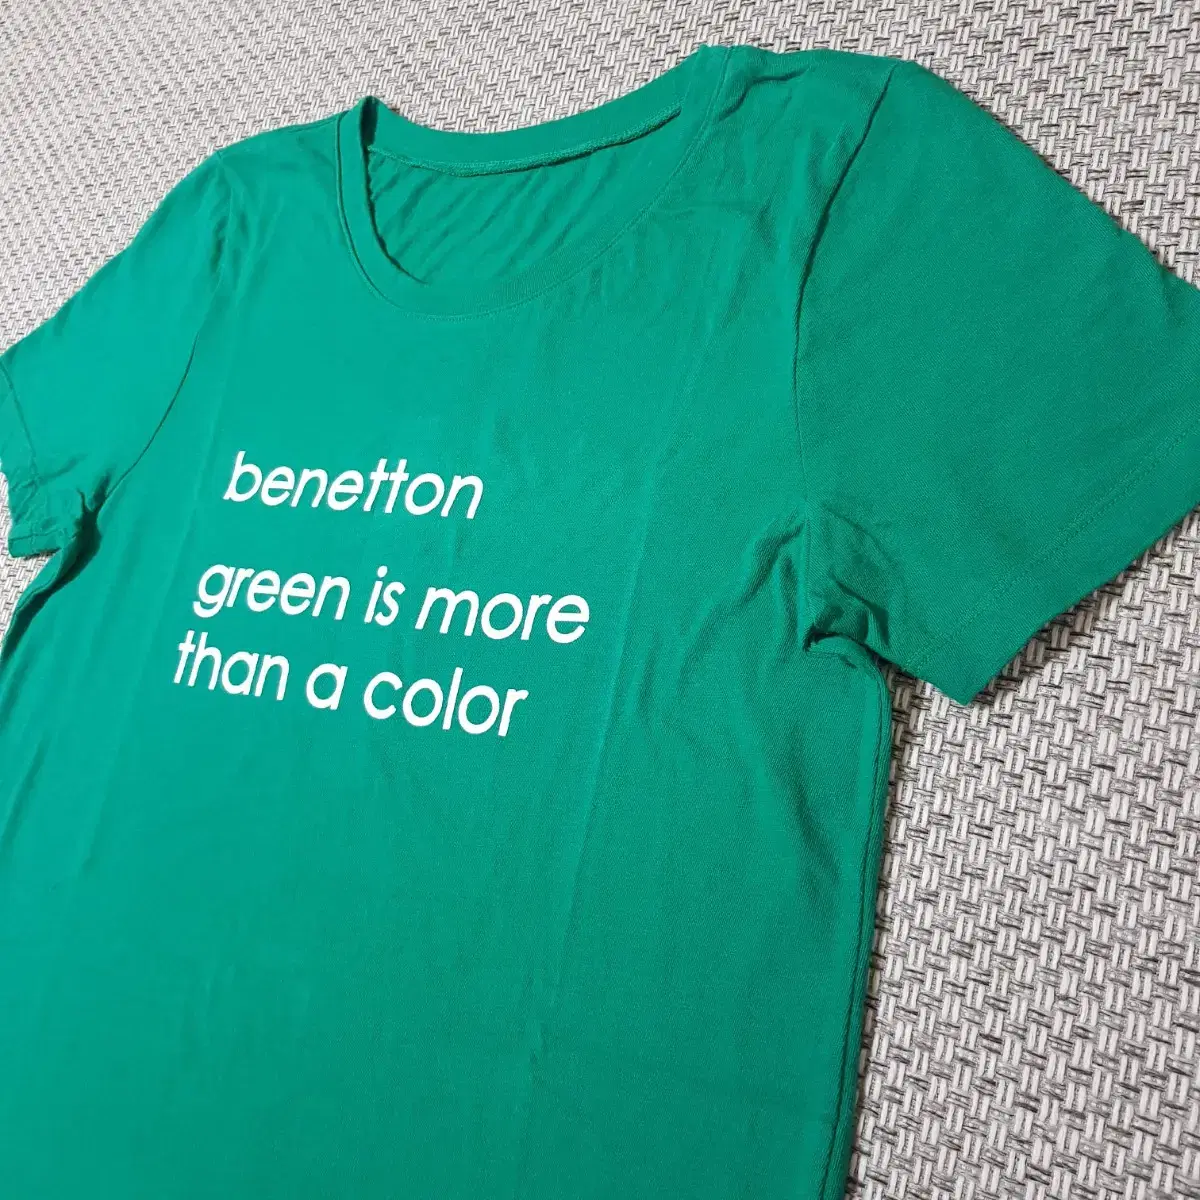 benetton
green is more
than a color